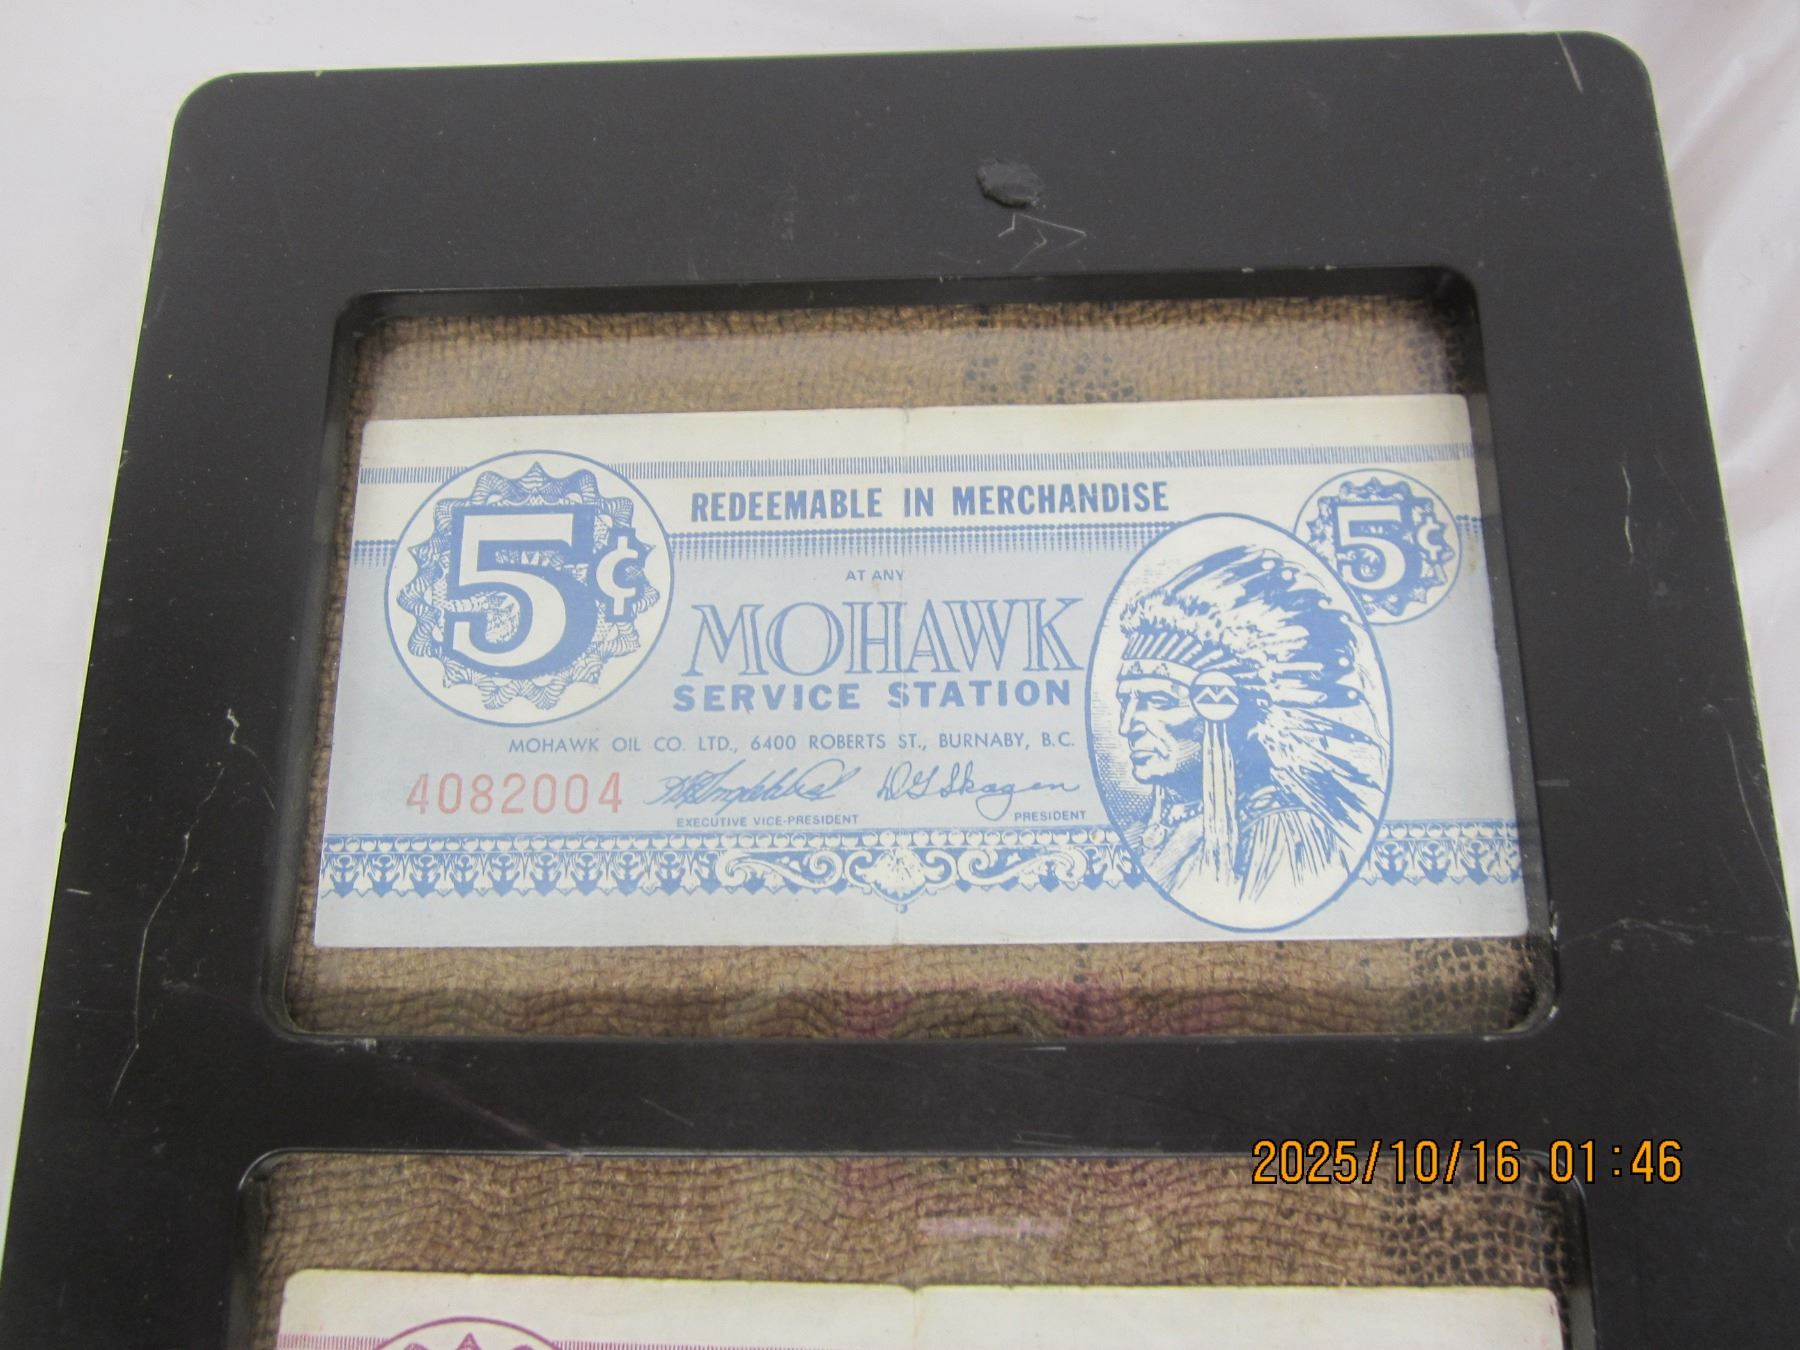 5¢
REDEEMABLE IN MERCHANDISE
5¢
AT ANY
MOHAWK
SERVICE STATION
MOHAWK OIL CO. LTD., 6400 ROBERTS ST., BURNABY, B.C.
4082004
D G Skagen
EXECUTIVE VICE-PRESIDENT
PRESIDENT
2025/10/16 01:46